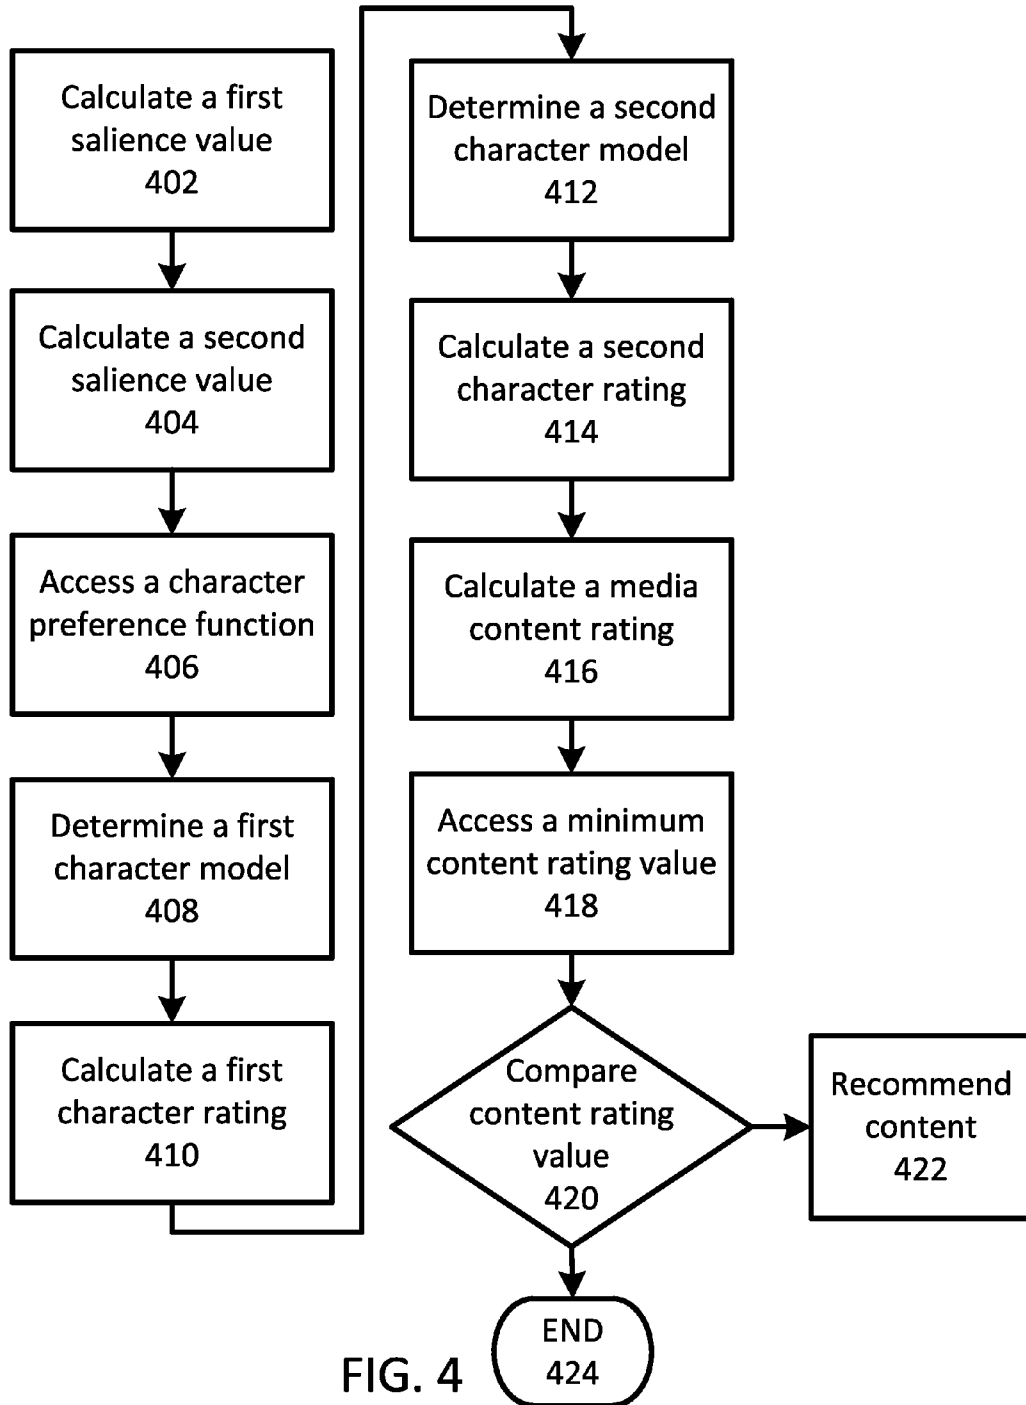 Calculate a first
salience value
402
Calculate a second
salience value
404
Access a character
preference function
406
Determine a first
character model
408
Calculate a first
character rating
410
Determine a second
character model
412
Calculate a second
character rating
414
Calculate a media
content rating
416
Access a minimum
content rating value
418
Compare
content rating
value
420
Recommend
content
422
END
424
FIG. 4